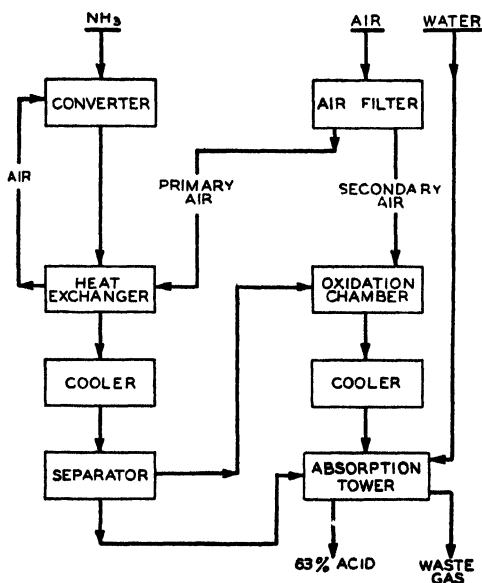 NH₃
AIR
WATER
CONVERTER
AIR FILTER
AIR
PRIMARY
AIR
SECONDARY
AIR
HEAT
EXCHANGER
OXIDATION
CHAMBER
COOLER
COOLER
SEPARATOR
ABSORPTION
TOWER
63% ACID
WASTE
GAS